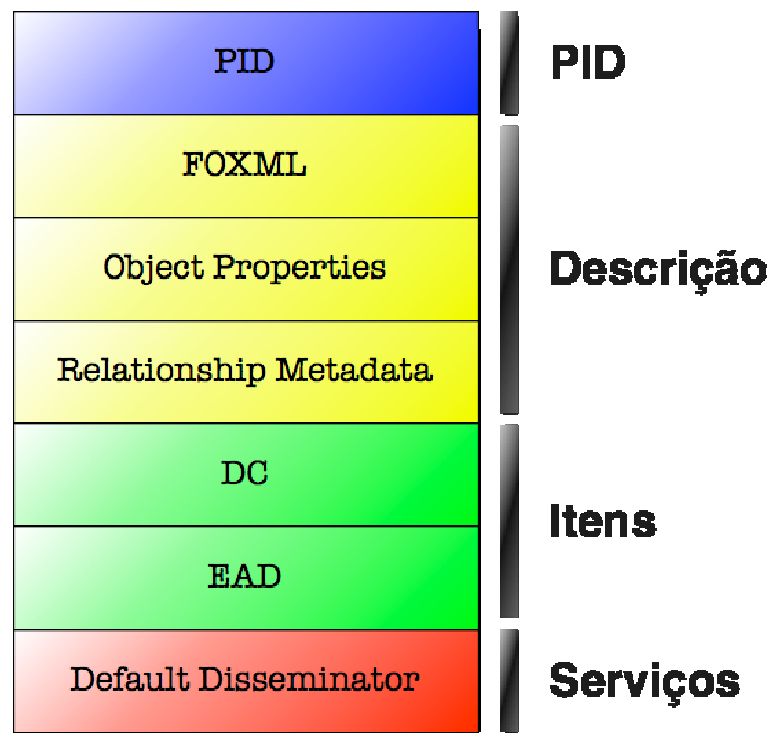 PID
PID
FOXML
Object Properties
Descrição
Relationship Metadata
DC
Itens
EAD
Default Disseminator
Serviços